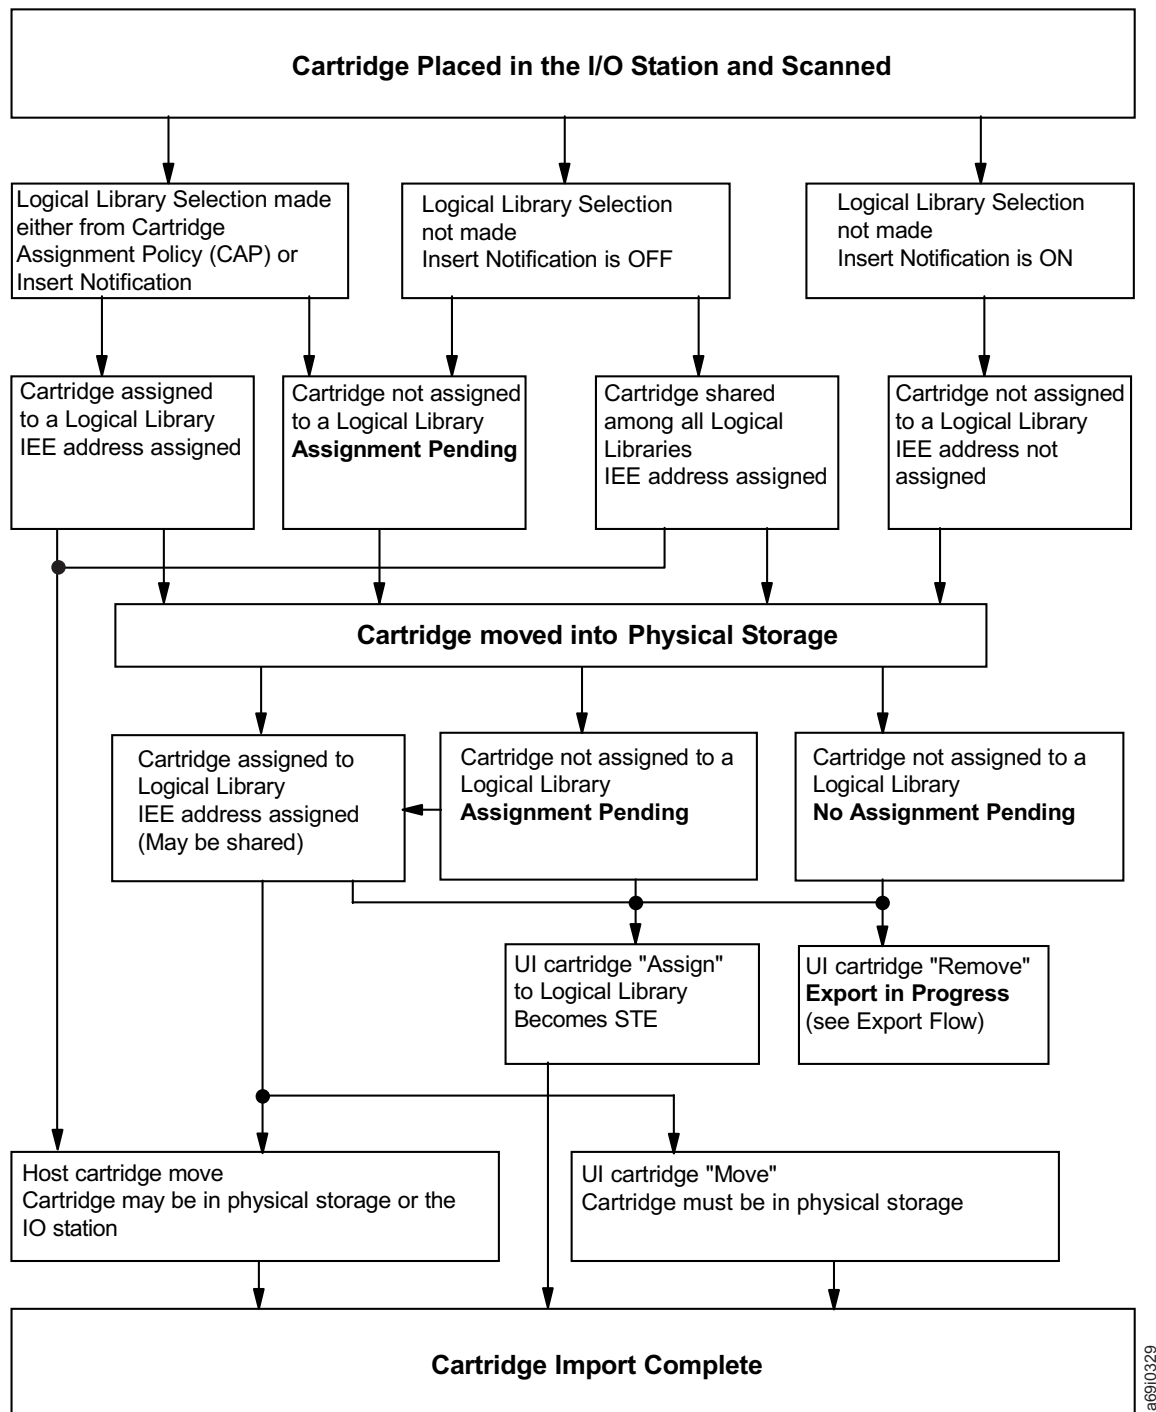 Cartridge Placed in the I/O Station and Scanned
Logical Library Selection made
either from Cartridge
Assignment Policy (CAP) or
Insert Notification
Logical Library Selection
not made
Insert Notification is OFF
Logical Library Selection
not made
Insert Notification is ON
Cartridge assigned
to a Logical Library
IEE address assigned
Cartridge not assigned
to a Logical Library
Assignment Pending
Cartridge shared
among all Logical
Libraries
IEE address assigned
Cartridge not assigned
to a Logical Library
IEE address not
assigned
Cartridge moved into Physical Storage
Cartridge assigned to
Logical Library
IEE address assigned
(May be shared)
Cartridge not assigned to a
Logical Library
Assignment Pending
Cartridge not assigned to a
Logical Library
No Assignment Pending
UI cartridge "Assign"
to Logical Library
Becomes STE
UI cartridge "Remove"
Export in Progress
(see Export Flow)
Host cartridge move
Cartridge may be in physical storage or the
IO station
UI cartridge "Move"
Cartridge must be in physical storage
Cartridge Import Complete
a69i0329